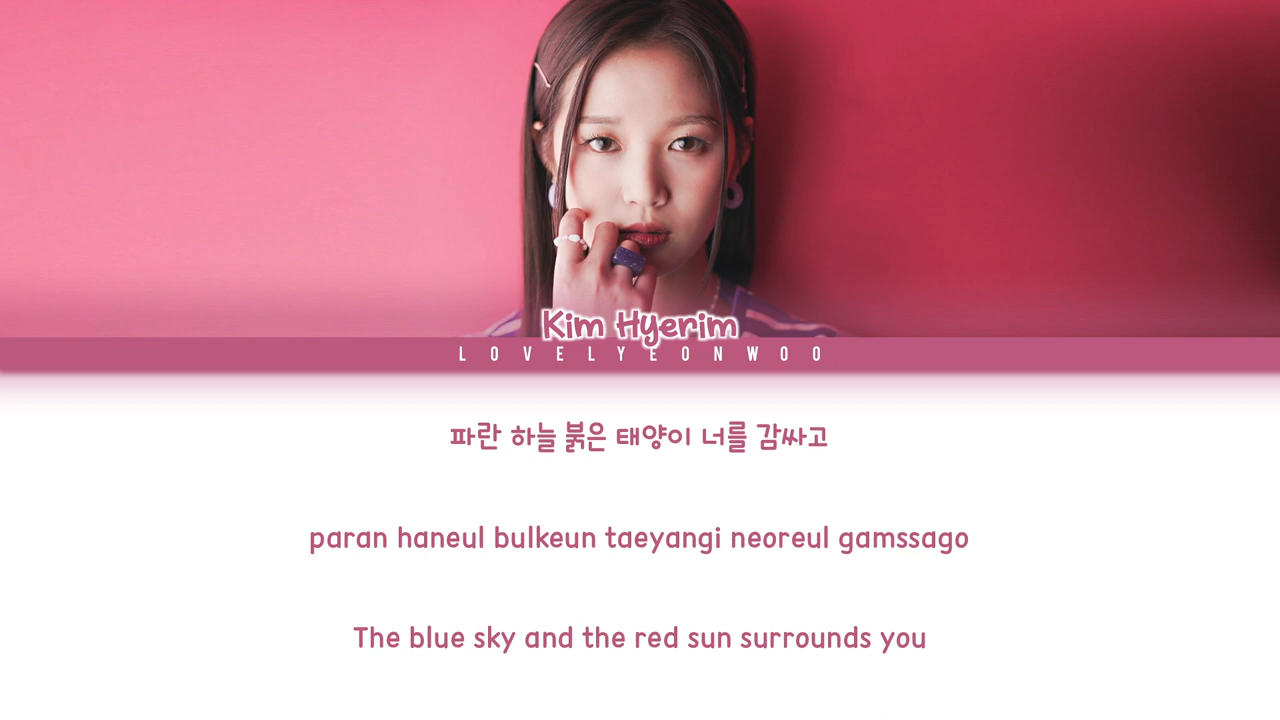 Kim Hyerim
LOVELYEONWOO
파란 하늘 붉은 태양이 너를 감싸고
paran haneul bulkeun taeyangi neoreul gamssago
The blue sky and the red sun surrounds you